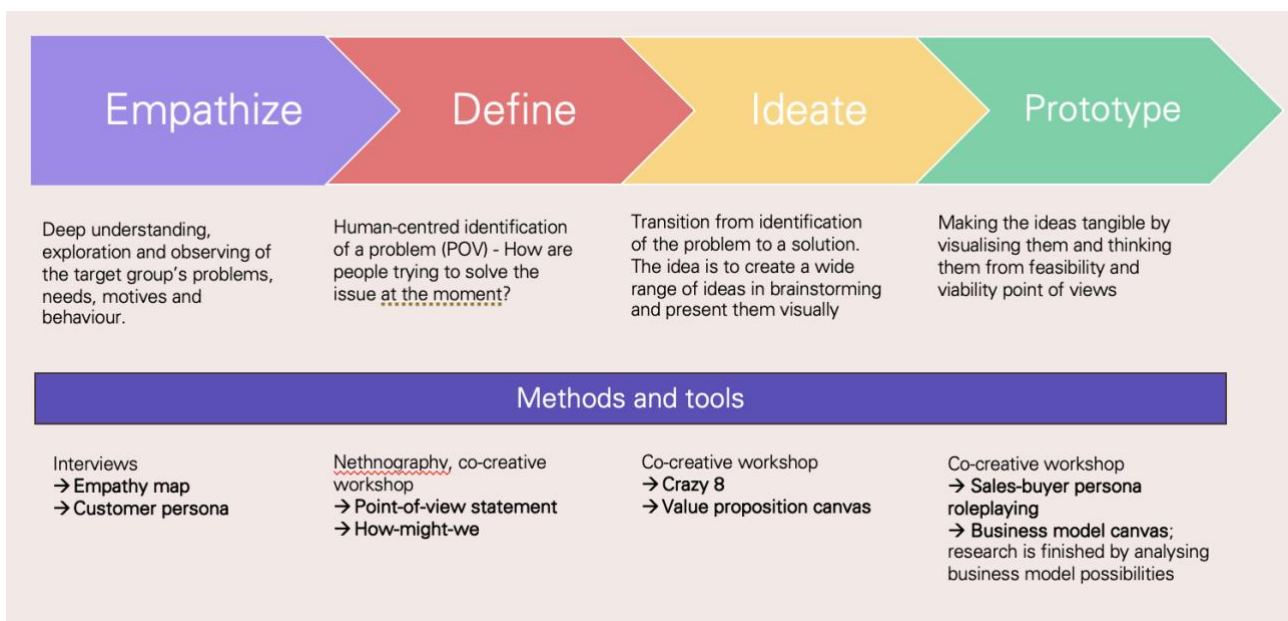 Empathize
Define
Ideate
Prototype
Deep understanding,
exploration and observing of
the target group's problems,
needs, motives and
behaviour.
Human-centred identification
of a problem (POV) - How are
people trying to solve the
issue at the moment?
Transition from identification
of the problem to a solution.
The idea is to create a wide
range of ideas in brainstorming
and present them visually
Making the ideas tangible by
visualising them and thinking
them from feasibility and
viability point of views
Methods and tools
Interviews
→ Empathy map
→ Customer persona
Nethnography, co-creative
workshop
→ Point-of-view statement
→ How-might-we
Co-creative workshop
→ Crazy 8
→ Value proposition canvas
Co-creative workshop
→ Sales-buyer persona
roleplaying
→ Business model canvas;
research is finished by analysing
business model possibilities